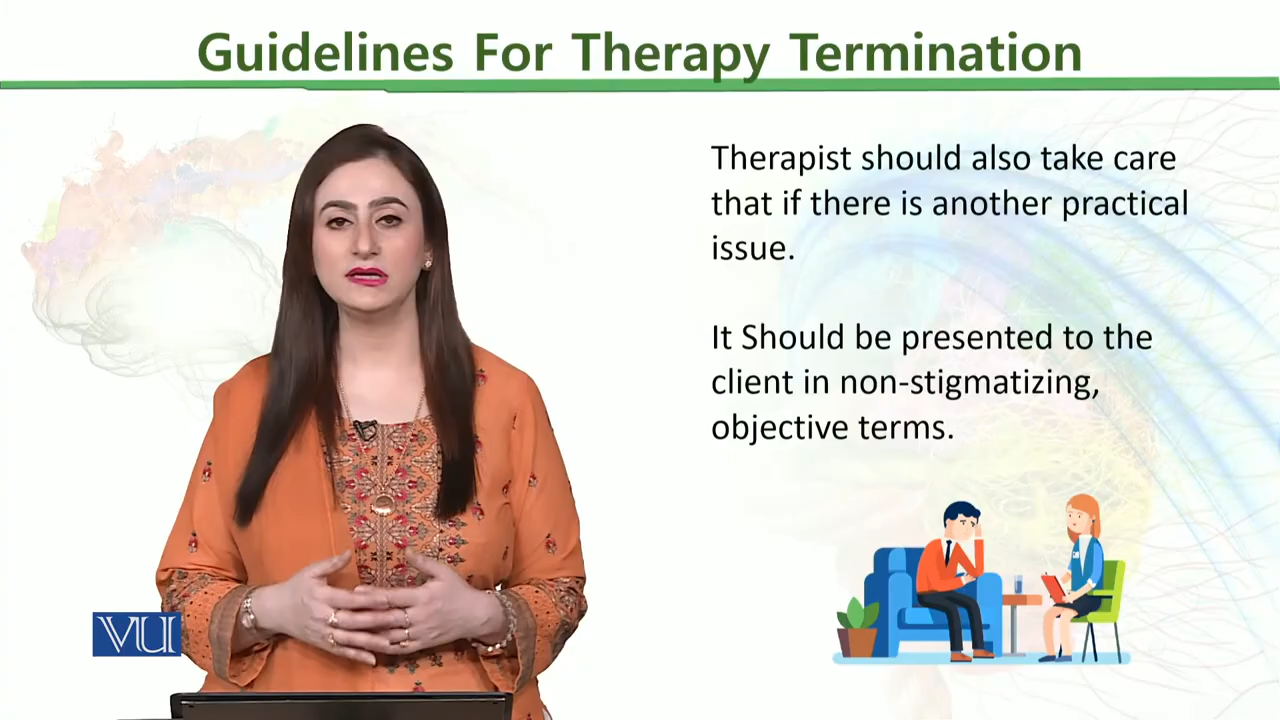 Guidelines For Therapy Termination
Therapist should also take care
that if there is another practical
issue.
It Should be presented to the
client in non-stigmatizing,
objective terms.
VU